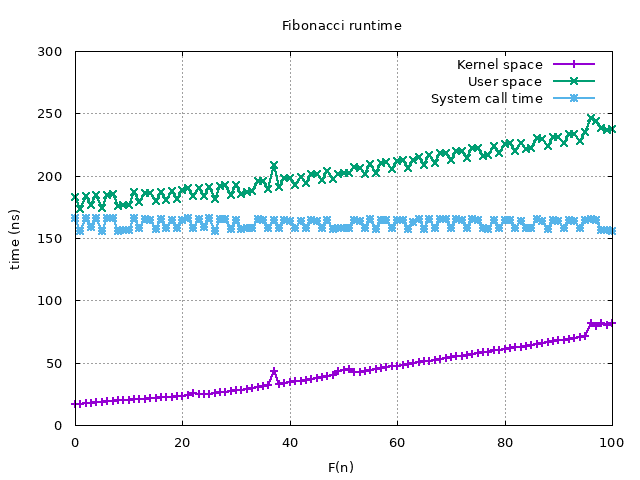 Fibonacci runtime
300
250
200
150
100
50
0
time (ns)
Kernel space
User space
System call time
0 20 40 60 80 100
F(n)